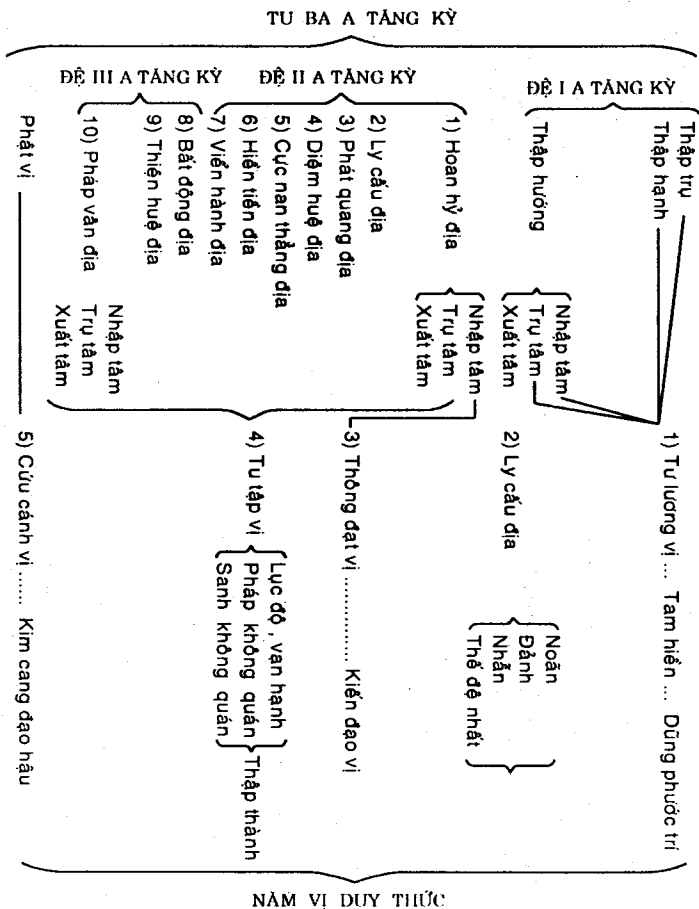 TU BA A TĂNG KỲ
ĐỆ I A TĂNG KỲ
Thập trụ
Thập hạnh
Thập hướng
Nhập tâm
Trụ tâm
Xuất tâm
ĐỆ II A TĂNG KỲ
1) Hoan hỷ địa
Nhập tâm
Trụ tâm
Xuất tâm
2) Ly cấu địa
3) Phát quang địa
4) Diệm huệ địa
5) Cực nan thắng địa
6) Hiển tiền địa
7) Viễn hành địa
ĐỆ III A TĂNG KỲ
8) Bất động địa
9) Thiện huệ địa
10) Pháp vân địa
Nhập tâm
Trụ tâm
Xuất tâm
Phật vị
1) Tư lương vị ... Tam hiền ... Dũng phước trí
2) Ly cấu địa
Noãn
Đảnh
Nhẫn
Thế đệ nhất
3) Thông đạt vị .................. Kiến đạo vị
4) Tu tập vị
Lục độ , vạn hạnh
Pháp không quán
Sanh không quán
Thập thành
5) Cứu cánh vị ....... Kim cang đạo hậu
NĂM VỊ DUY THỨC